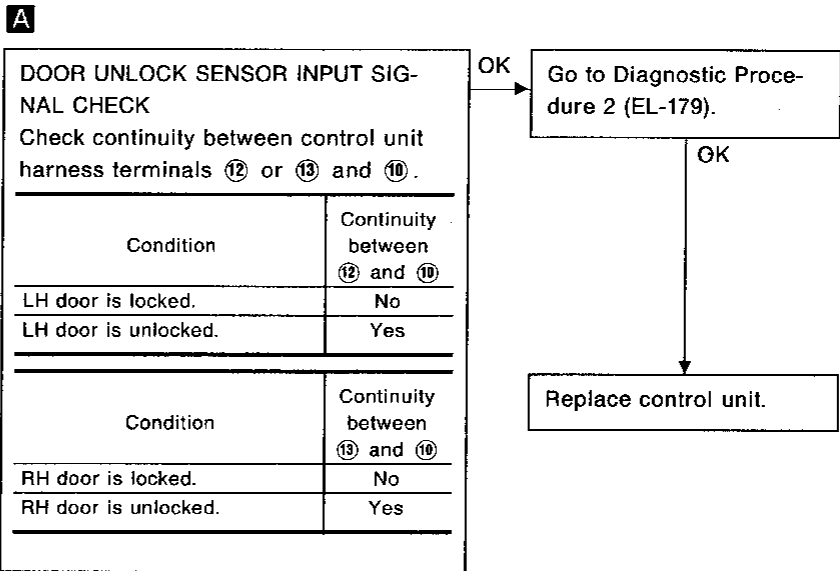 A
DOOR UNLOCK SENSOR INPUT SIG-
NAL CHECK
Check continuity between control unit
harness terminals ⑫ or ⑬ and ⑩.
Condition
Continuity
between
⑫ and ⑩
LH door is locked.
No
LH door is unlocked.
Yes
Condition
Continuity
between
⑬ and ⑩
RH door is locked.
No
RH door is unlocked.
Yes
OK
Go to Diagnostic Proce-
dure 2 (EL-179).
OK
Replace control unit.